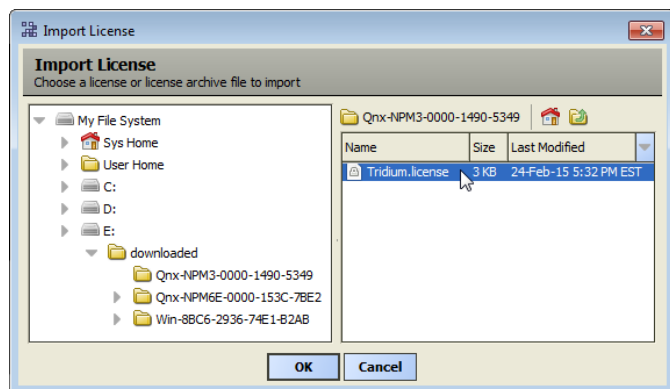 Import License
Import License
Choose a license or license archive file to import
My File System
Sys Home
User Home
C:
D:
E:
downloaded
Qnx-NPM3-0000-1490-5349
Qnx-NPM6E-0000-153C-7BE2
Win-8BC6-2936-74E1-B2AB
Qnx-NPM3-0000-1490-5349
Name Size Last Modified
Tridium.license 3 KB 24-Feb-15 5:32 PM EST
OK Cancel